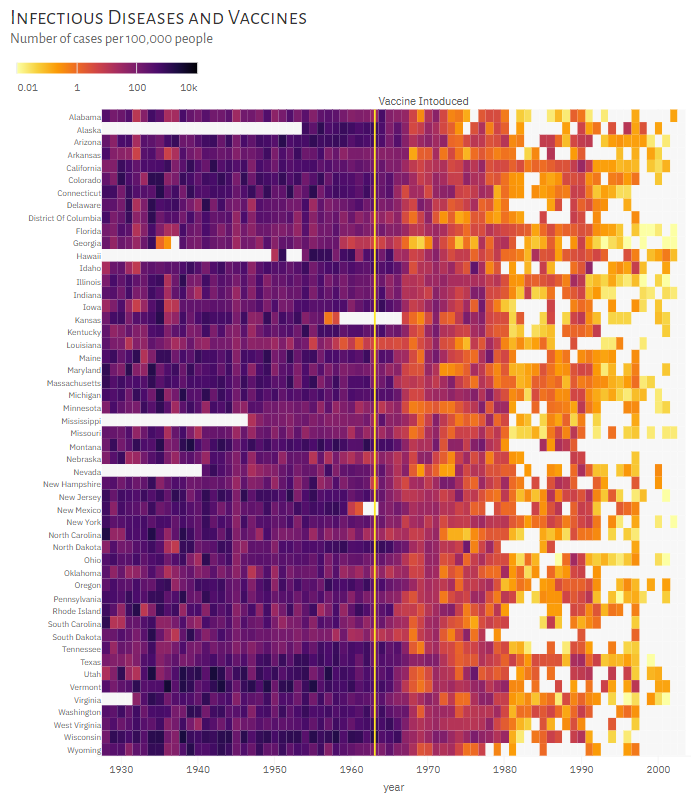 Infectious Diseases and Vaccines
Number of cases per 100,000 people
0.01 1 100 10k
Vaccine Intoduced
Alabama
Alaska
Arizona
Arkansas
California
Colorado
Connecticut
Delaware
District Of Columbia
Florida
Georgia
Hawaii
Idaho
Illinois
Indiana
Iowa
Kansas
Kentucky
Louisiana
Maine
Maryland
Massachusetts
Michigan
Minnesota
Mississippi
Missouri
Montana
Nebraska
Nevada
New Hampshire
New Jersey
New Mexico
New York
North Carolina
North Dakota
Ohio
Oklahoma
Oregon
Pennsylvania
Rhode Island
South Carolina
South Dakota
Tennessee
Texas
Utah
Vermont
Virginia
Washington
West Virginia
Wisconsin
Wyoming
1930 1940 1950 1960 1970 1980 1990 2000
year